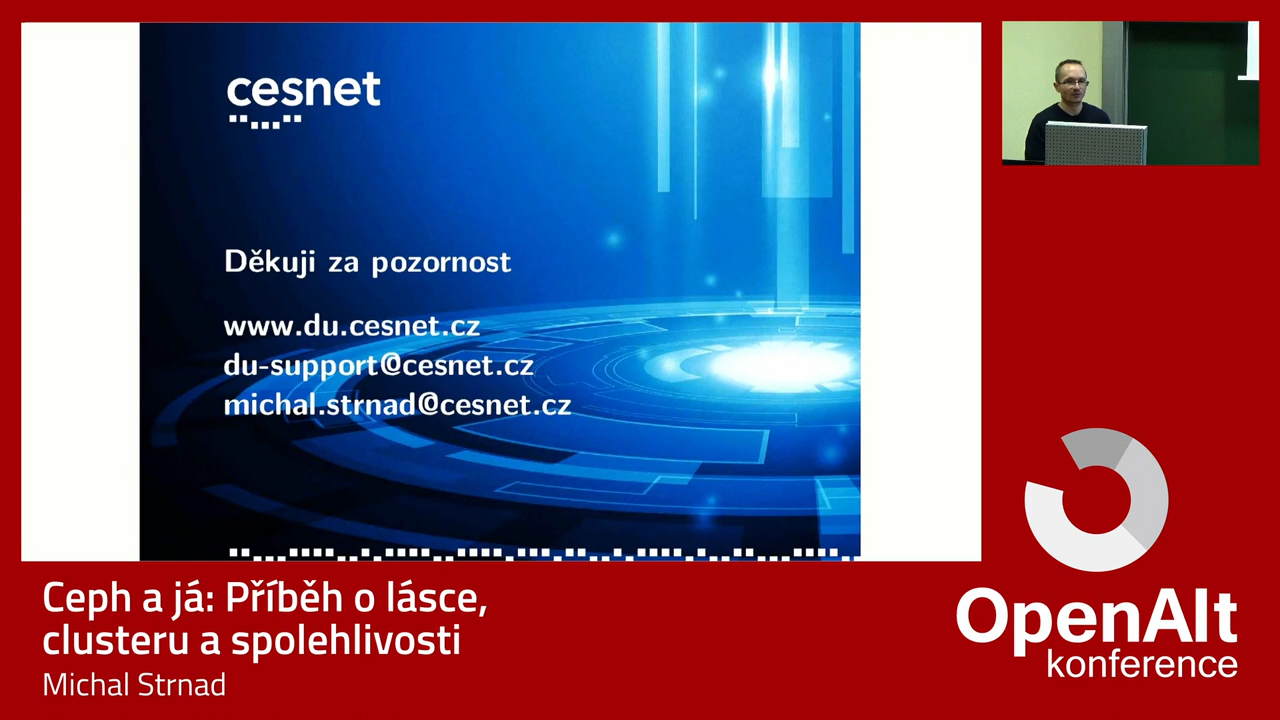 cesnet
Děkuji za pozornost
www.du.cesnet.cz
du-support@cesnet.cz
michal.strnad@cesnet.cz
Ceph a já: Příběh o lásce,
clusteru a spolehlivosti
Michal Strnad
OpenAlt
konference